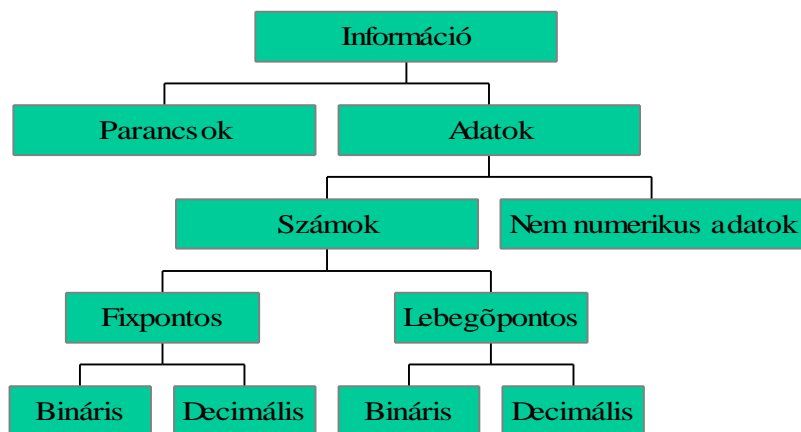 Információ
Parancsok
Adatok
Számok
Nem numerikus adatok
Fixpontos
Lebegõpontos
Bináris
Decimális
Bináris
Decimális